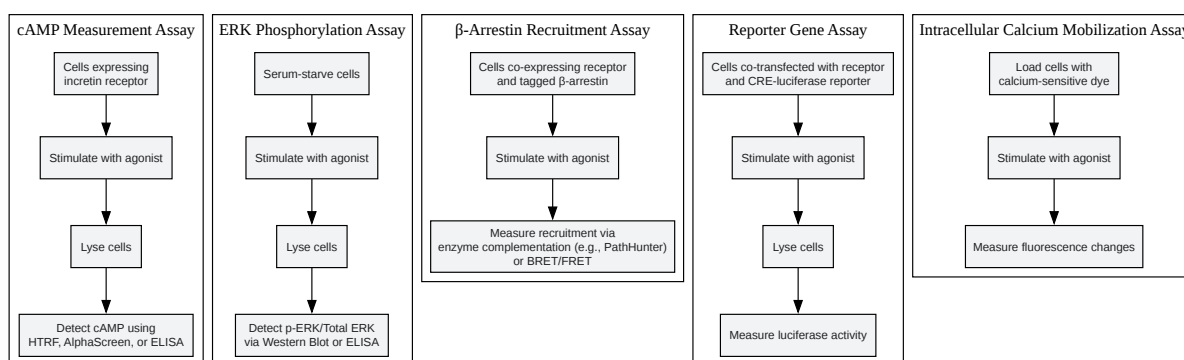 cAMP Measurement Assay
Cells expressing
incretin receptor
Stimulate with agonist
Lyse cells
Detect cAMP using
HTRF, AlphaScreen, or ELISA
ERK Phosphorylation Assay
Serum-starve cells
Stimulate with agonist
Lyse cells
Detect p-ERK/Total ERK
via Western Blot or ELISA
β-Arrestin Recruitment Assay
Cells co-expressing receptor
and tagged β-arrestin
Stimulate with agonist
Measure recruitment via
enzyme complementation (e.g., PathHunter)
or BRET/FRET
Reporter Gene Assay
Cells co-transfected with receptor
and CRE-luciferase reporter
Stimulate with agonist
Lyse cells
Measure luciferase activity
Intracellular Calcium Mobilization Assay
Load cells with
calcium-sensitive dye
Stimulate with agonist
Measure fluorescence changes